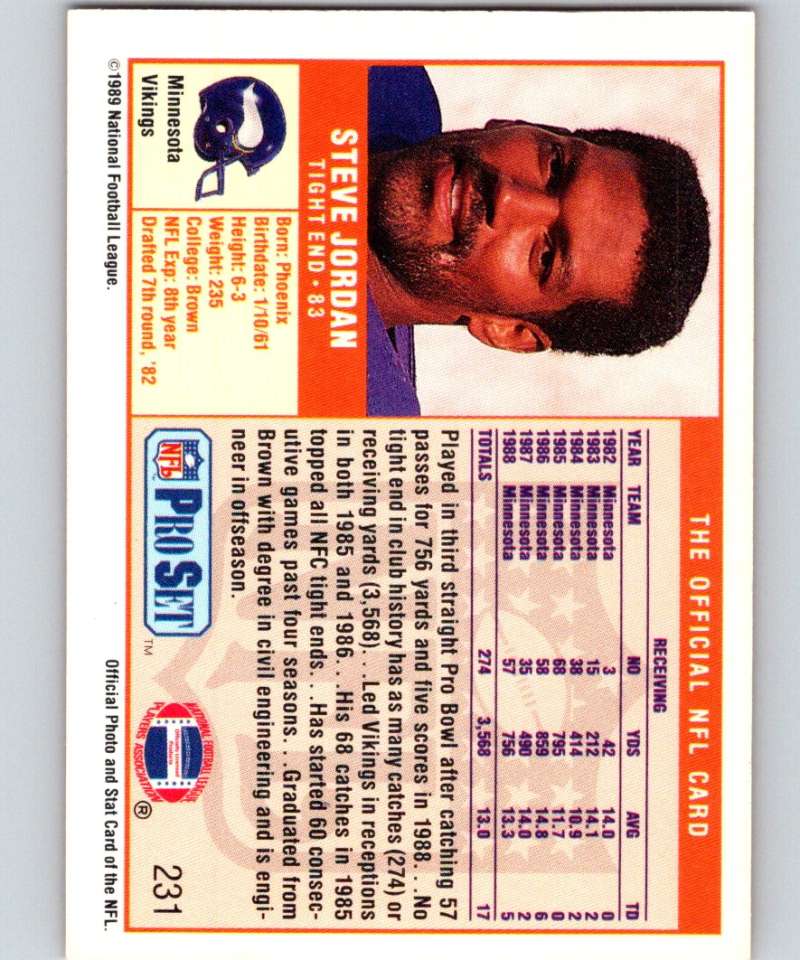 THE OFFICIAL NFL CARD
STEVE JORDAN
TIGHT END • 83
Born: Phoenix
Birthdate: 1/10/61
Height: 6-3
Weight: 235
College: Brown
NFL Exp: 8th year
Drafted 7th round, '82
Minnesota
Vikings
RECEIVING
YEAR TEAM NO YDS AVG TD
1982 Minnesota 3 42 14.0 0
1983 Minnesota 15 212 14.1 2
1984 Minnesota 38 414 10.9 2
1985 Minnesota 68 795 11.7 0
1986 Minnesota 58 859 14.8 6
1987 Minnesota 35 490 14.0 2
1988 Minnesota 57 756 13.3 5
TOTALS 274 3,568 13.0 17
Played in third straight Pro Bowl after catching 57
passes for 756 yards and five scores in 1988. . .No
tight end in club history has as many catches (274) or
receiving yards (3,568). . .Led Vikings in receptions
in both 1985 and 1986. . .His 68 catches in 1985
topped all NFC tight ends. . .Has started 60 consec-
utive games past four seasons. . .Graduated from
Brown with degree in civil engineering and is engi-
neer in offseason.
NFL PRO SET ™
NATIONAL FOOTBALL LEAGUE
Officially Licensed
Product
PLAYERS ASSOCIATION
®
231
©1989 National Football League.
Official Photo and Stat Card of the NFL.